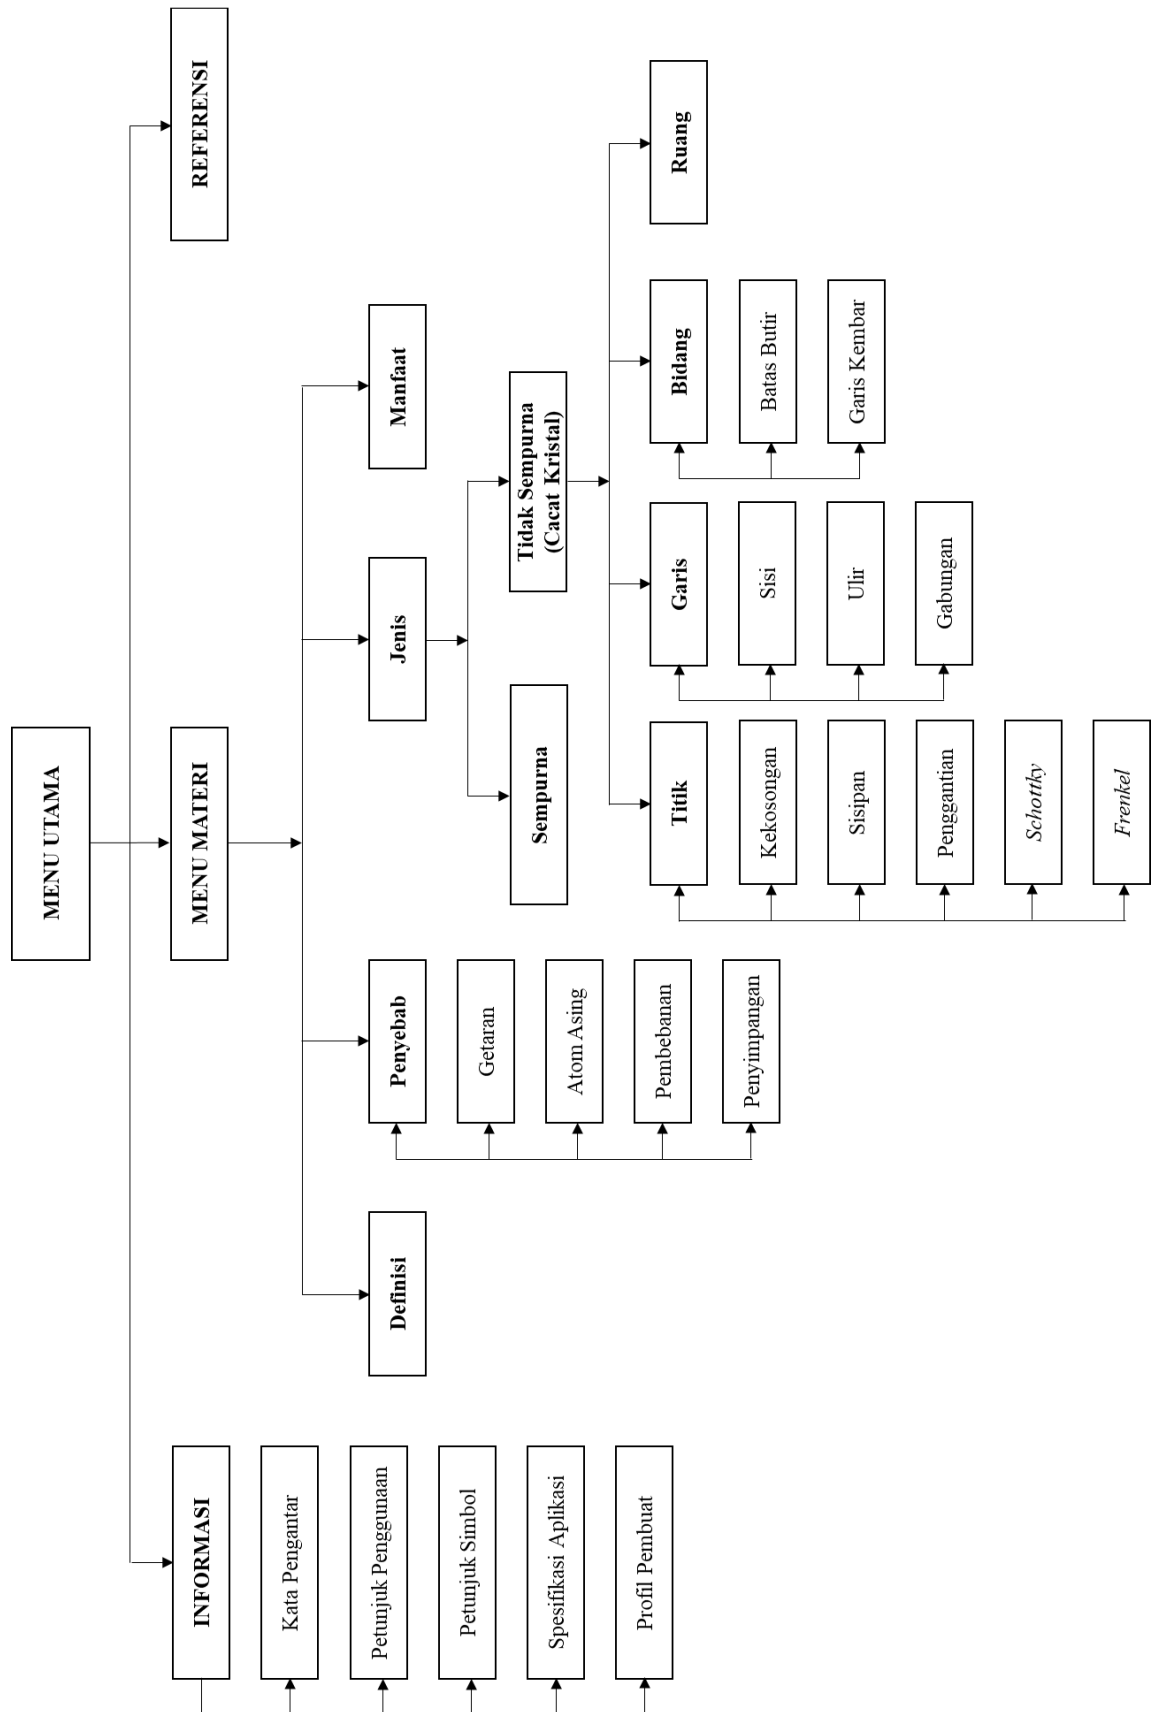 MENU UTAMA
INFORMASI
Kata Pengantar
Petunjuk Penggunaan
Petunjuk Simbol
Spesifikasi Aplikasi
Profil Pembuat
MENU MATERI
Definisi
Penyebab
Getaran
Atom Asing
Pembebanan
Penyimpangan
Jenis
Sempurna
Tidak Sempurna
(Cacat Kristal)
Titik
Kekosongan
Sisipan
Penggantian
Schottky
Frenkel
Garis
Sisi
Ulir
Gabungan
Bidang
Batas Butir
Garis Kembar
Ruang
Manfaat
REFERENSI